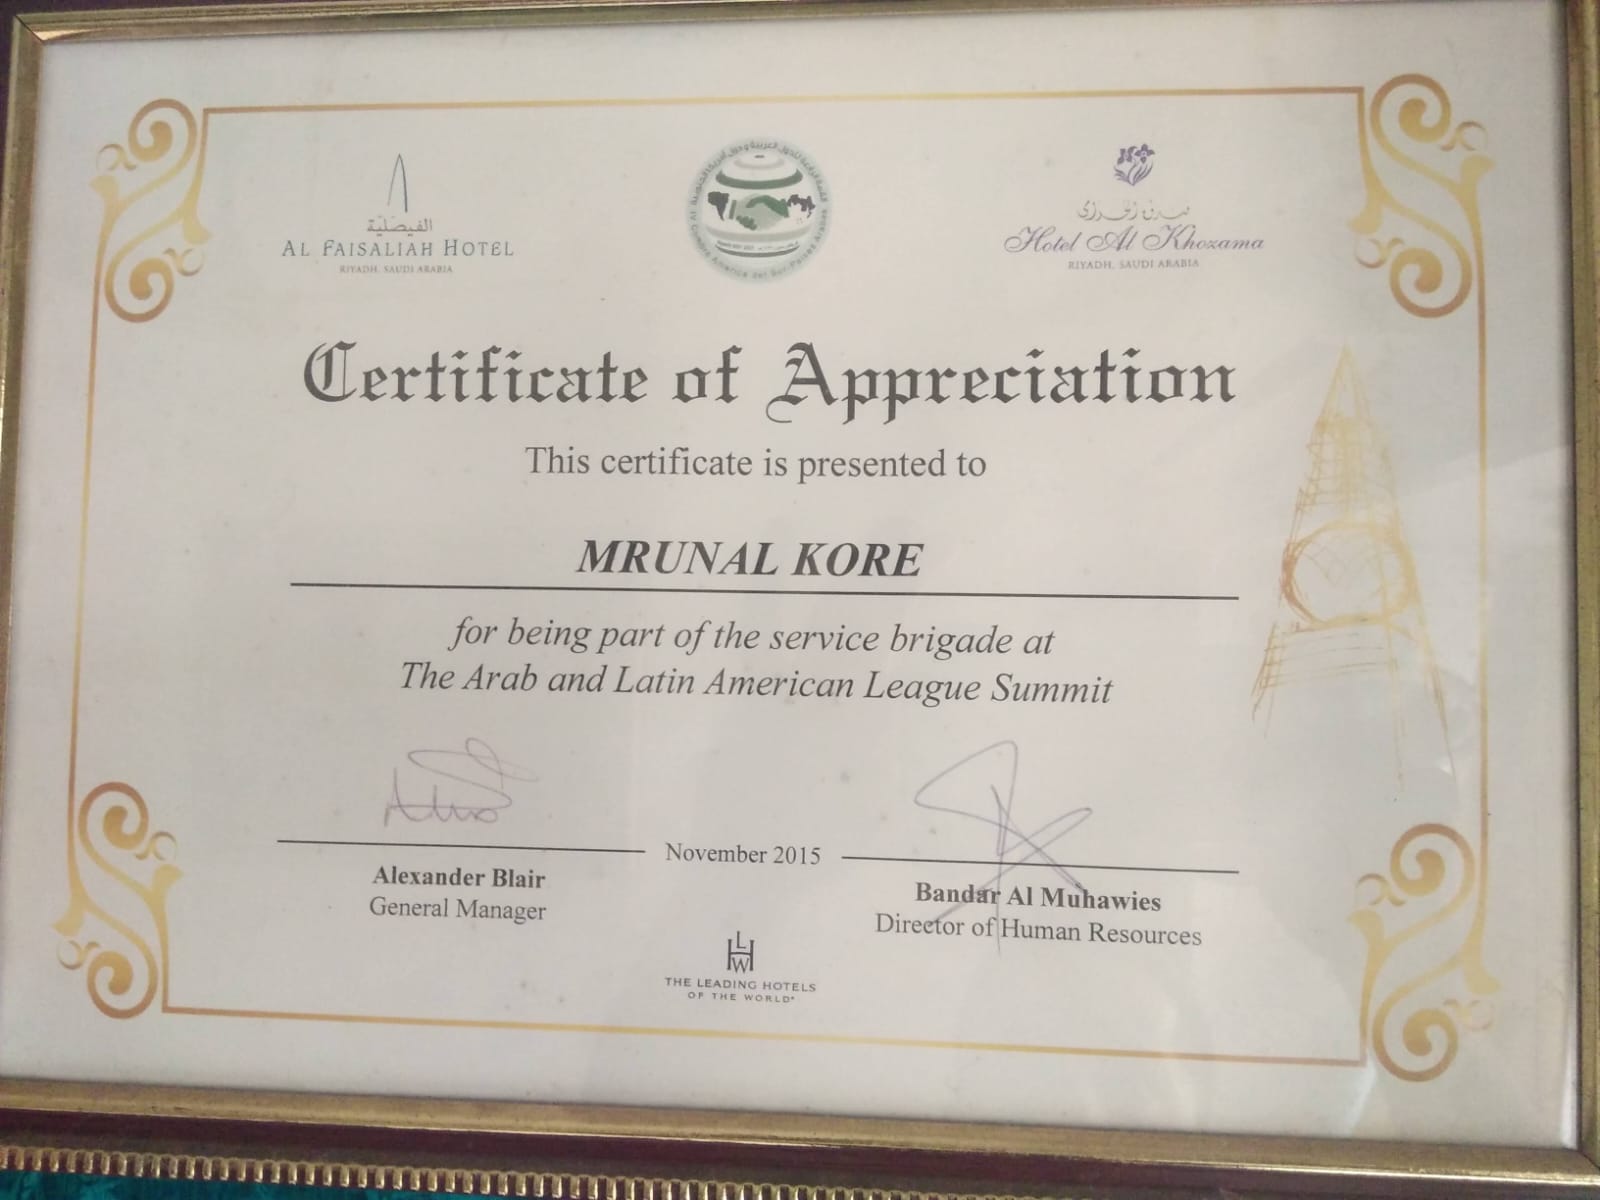 الفيصلية
AL FAISALIAH HOTEL
RIYADH, SAUDI ARABIA
Hotel Al Khozama
RIYADH, SAUDI ARABIA
Certificate of Appreciation
This certificate is presented to
MRUNAL KORE
for being part of the service brigade at
The Arab and Latin American League Summit
November 2015
Alexander Blair
General Manager
Bandar Al Muhawies
Director of Human Resources
LHW
THE LEADING HOTELS
OF THE WORLD®